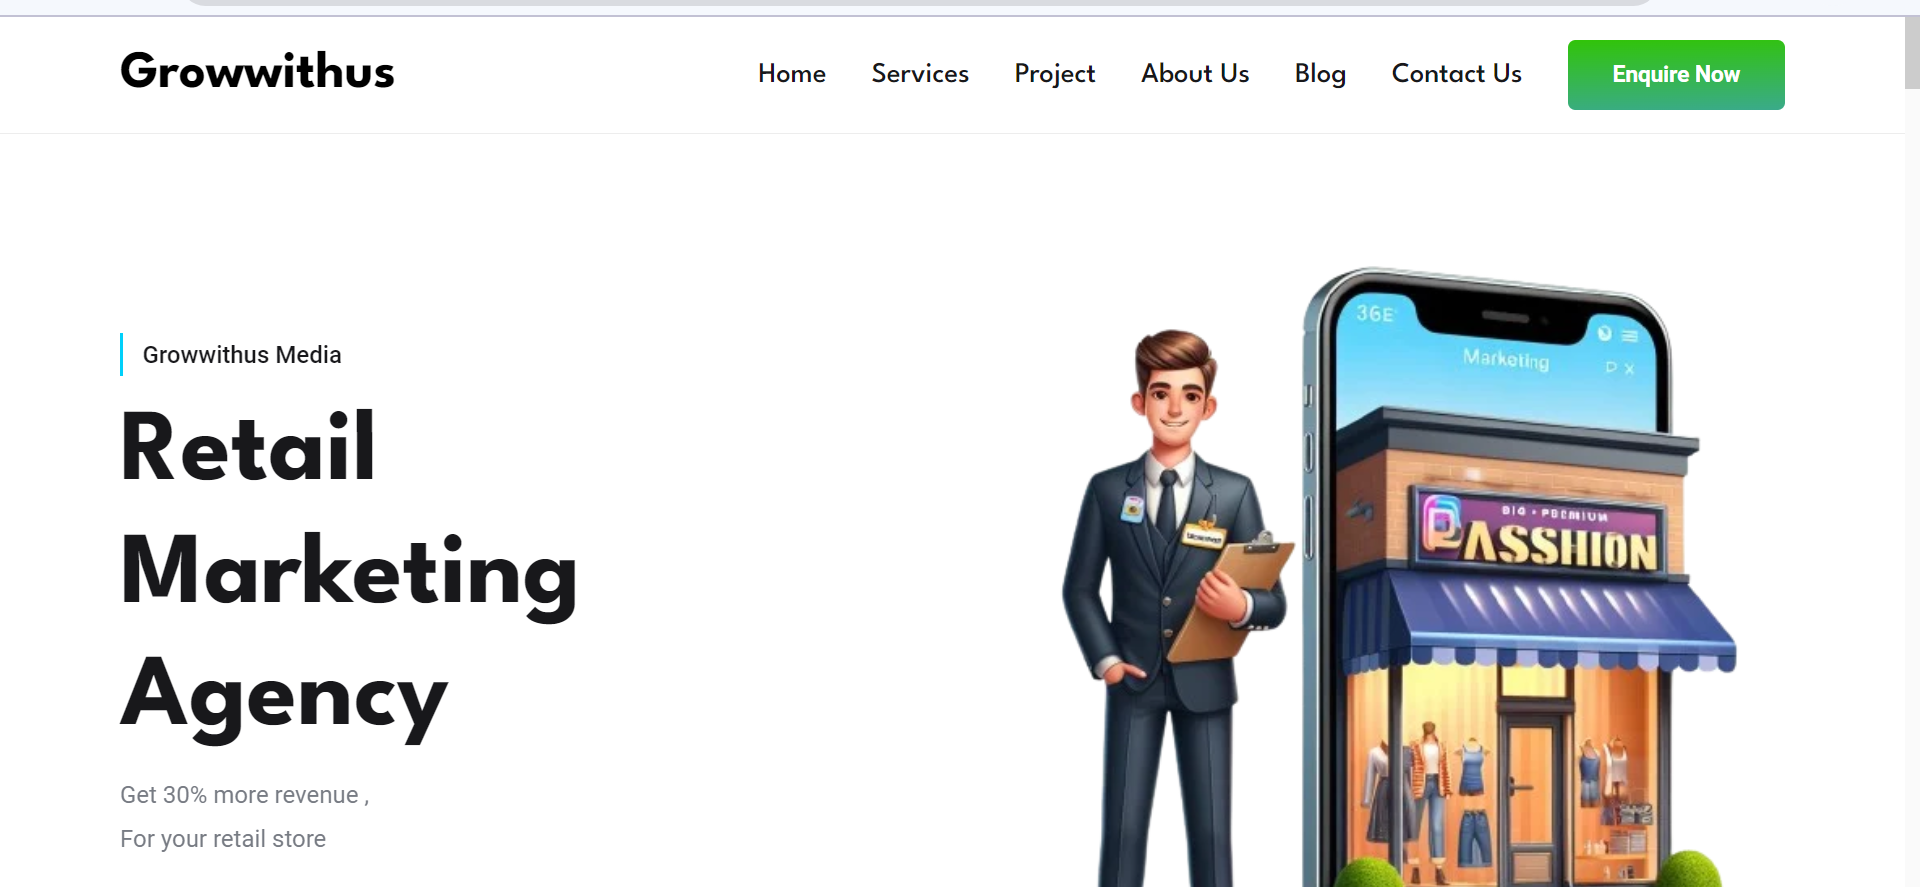 Growwithus
Home
Services
Project
About Us
Blog
Contact Us
Enquire Now
Growwithus Media
Retail
Marketing
Agency
Get 30% more revenue ,
For your retail store
36E
Marketing
BIG • PREMIUM
PASSHION